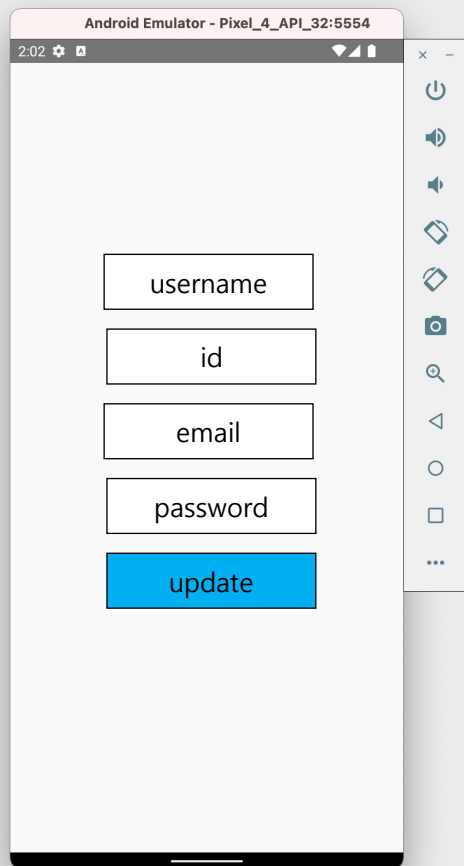 Android Emulator - Pixel_4_API_32:5554
2:02
username
id
email
password
update